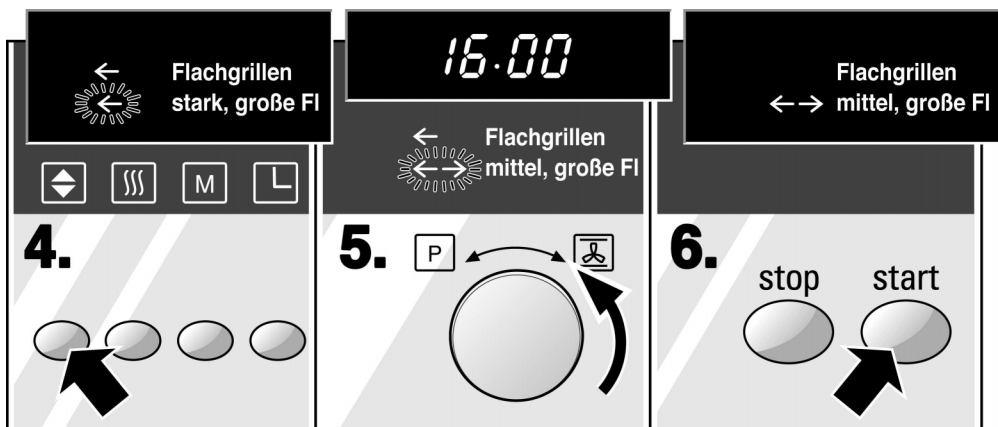 ← Flachgrillen
← stark, große Fl
M
4.
16.00
← Flachgrillen
←→ mittel, große Fl
5.
P
Flachgrillen
←→ mittel, große Fl
6.
stop start